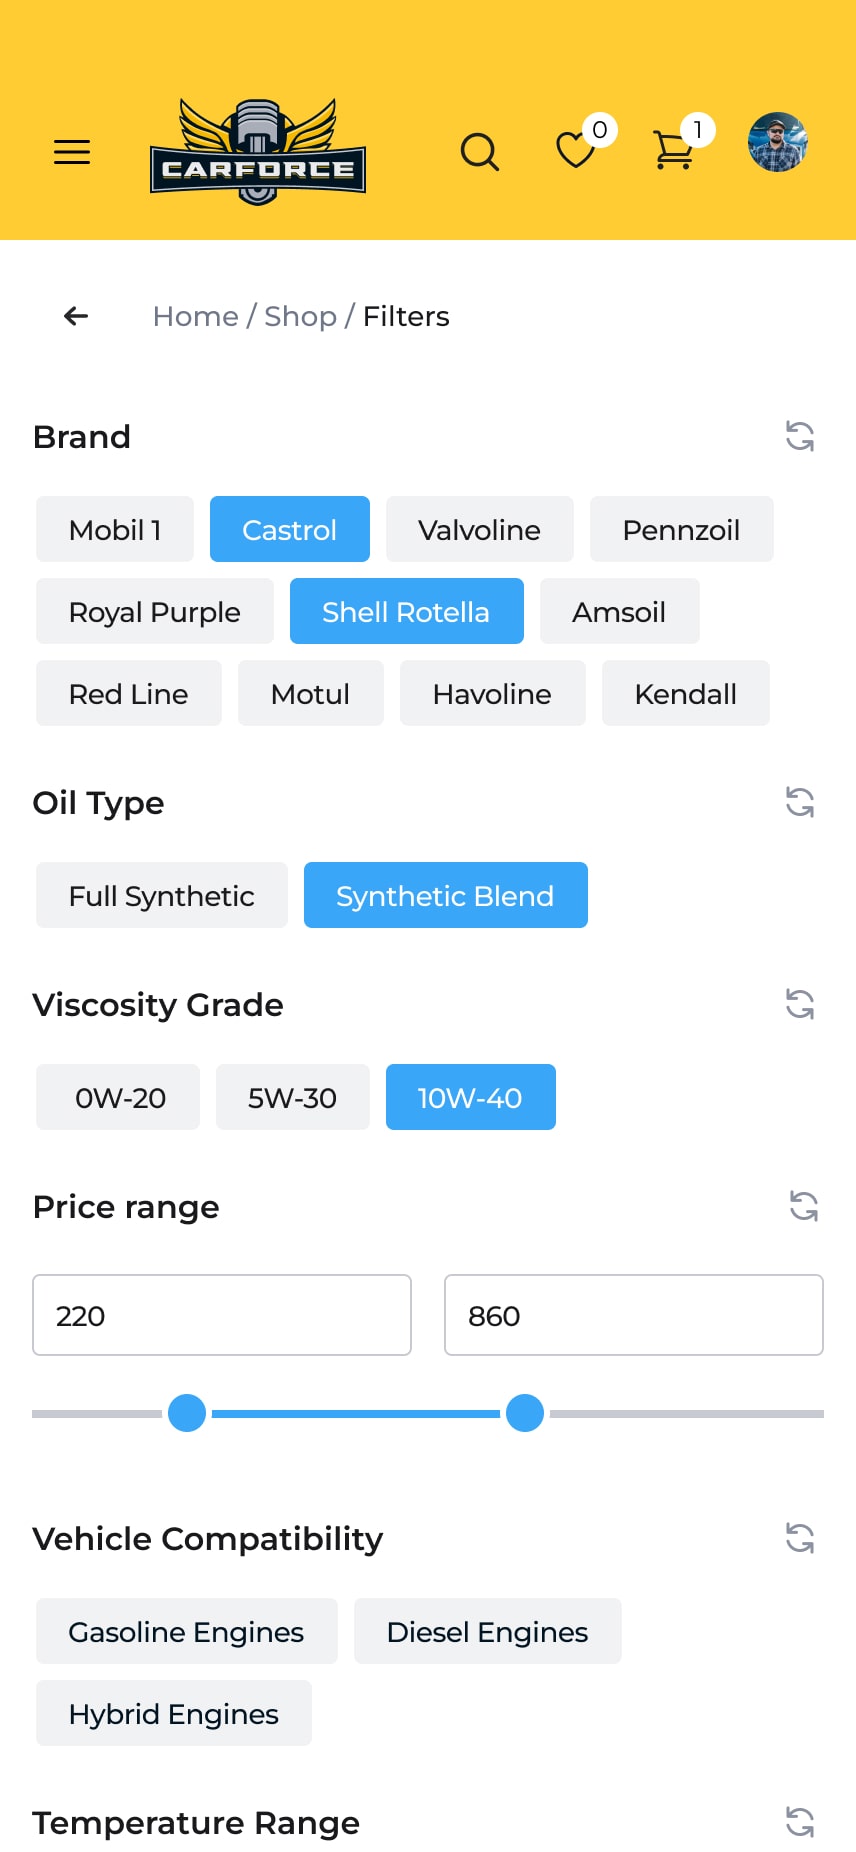 CARFORCE
0
1
Home / Shop / Filters
Brand
Mobil 1 Castrol Valvoline Pennzoil
Royal Purple Shell Rotella Amsoil
Red Line Motul Havoline Kendall
Oil Type
Full Synthetic Synthetic Blend
Viscosity Grade
0W-20 5W-30 10W-40
Price range
220 860
Vehicle Compatibility
Gasoline Engines Diesel Engines
Hybrid Engines
Temperature Range